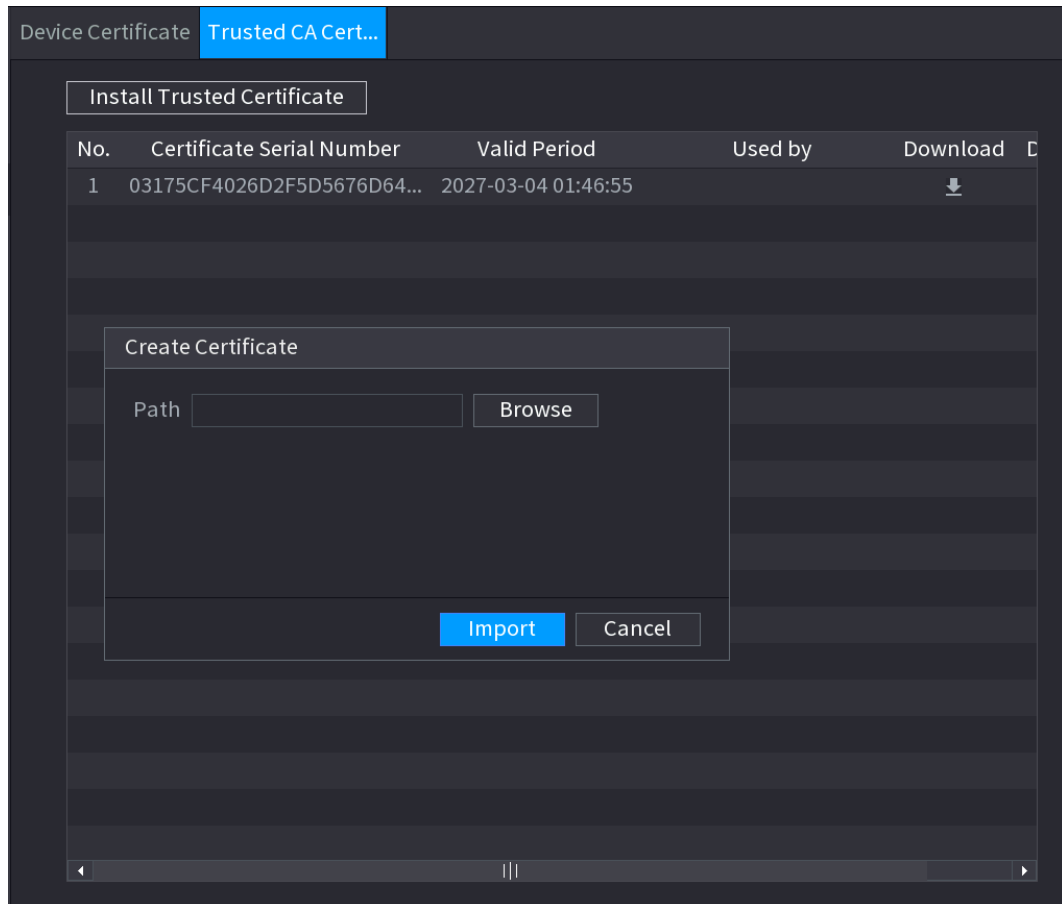 Device Certificate Trusted CA Cert...
Install Trusted Certificate
No. Certificate Serial Number Valid Period Used by Download D
1 03175CF4026D2F5D5676D64... 2027-03-04 01:46:55
Create Certificate
Path Browse
Import Cancel